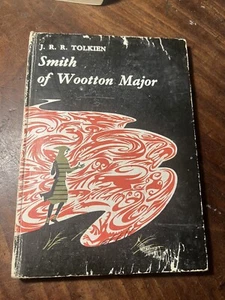 J. R. R. TOLKIEN
Smith
of Wootton Major